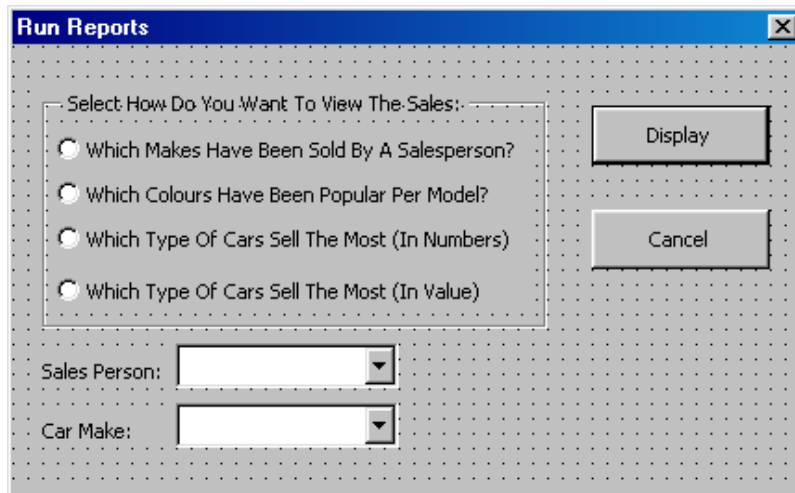 Run Reports
Select How Do You Want To View The Sales:
Which Makes Have Been Sold By A Salesperson?
Which Colours Have Been Popular Per Model?
Which Type Of Cars Sell The Most (In Numbers)
Which Type Of Cars Sell The Most (In Value)
Display
Cancel
Sales Person:
Car Make: